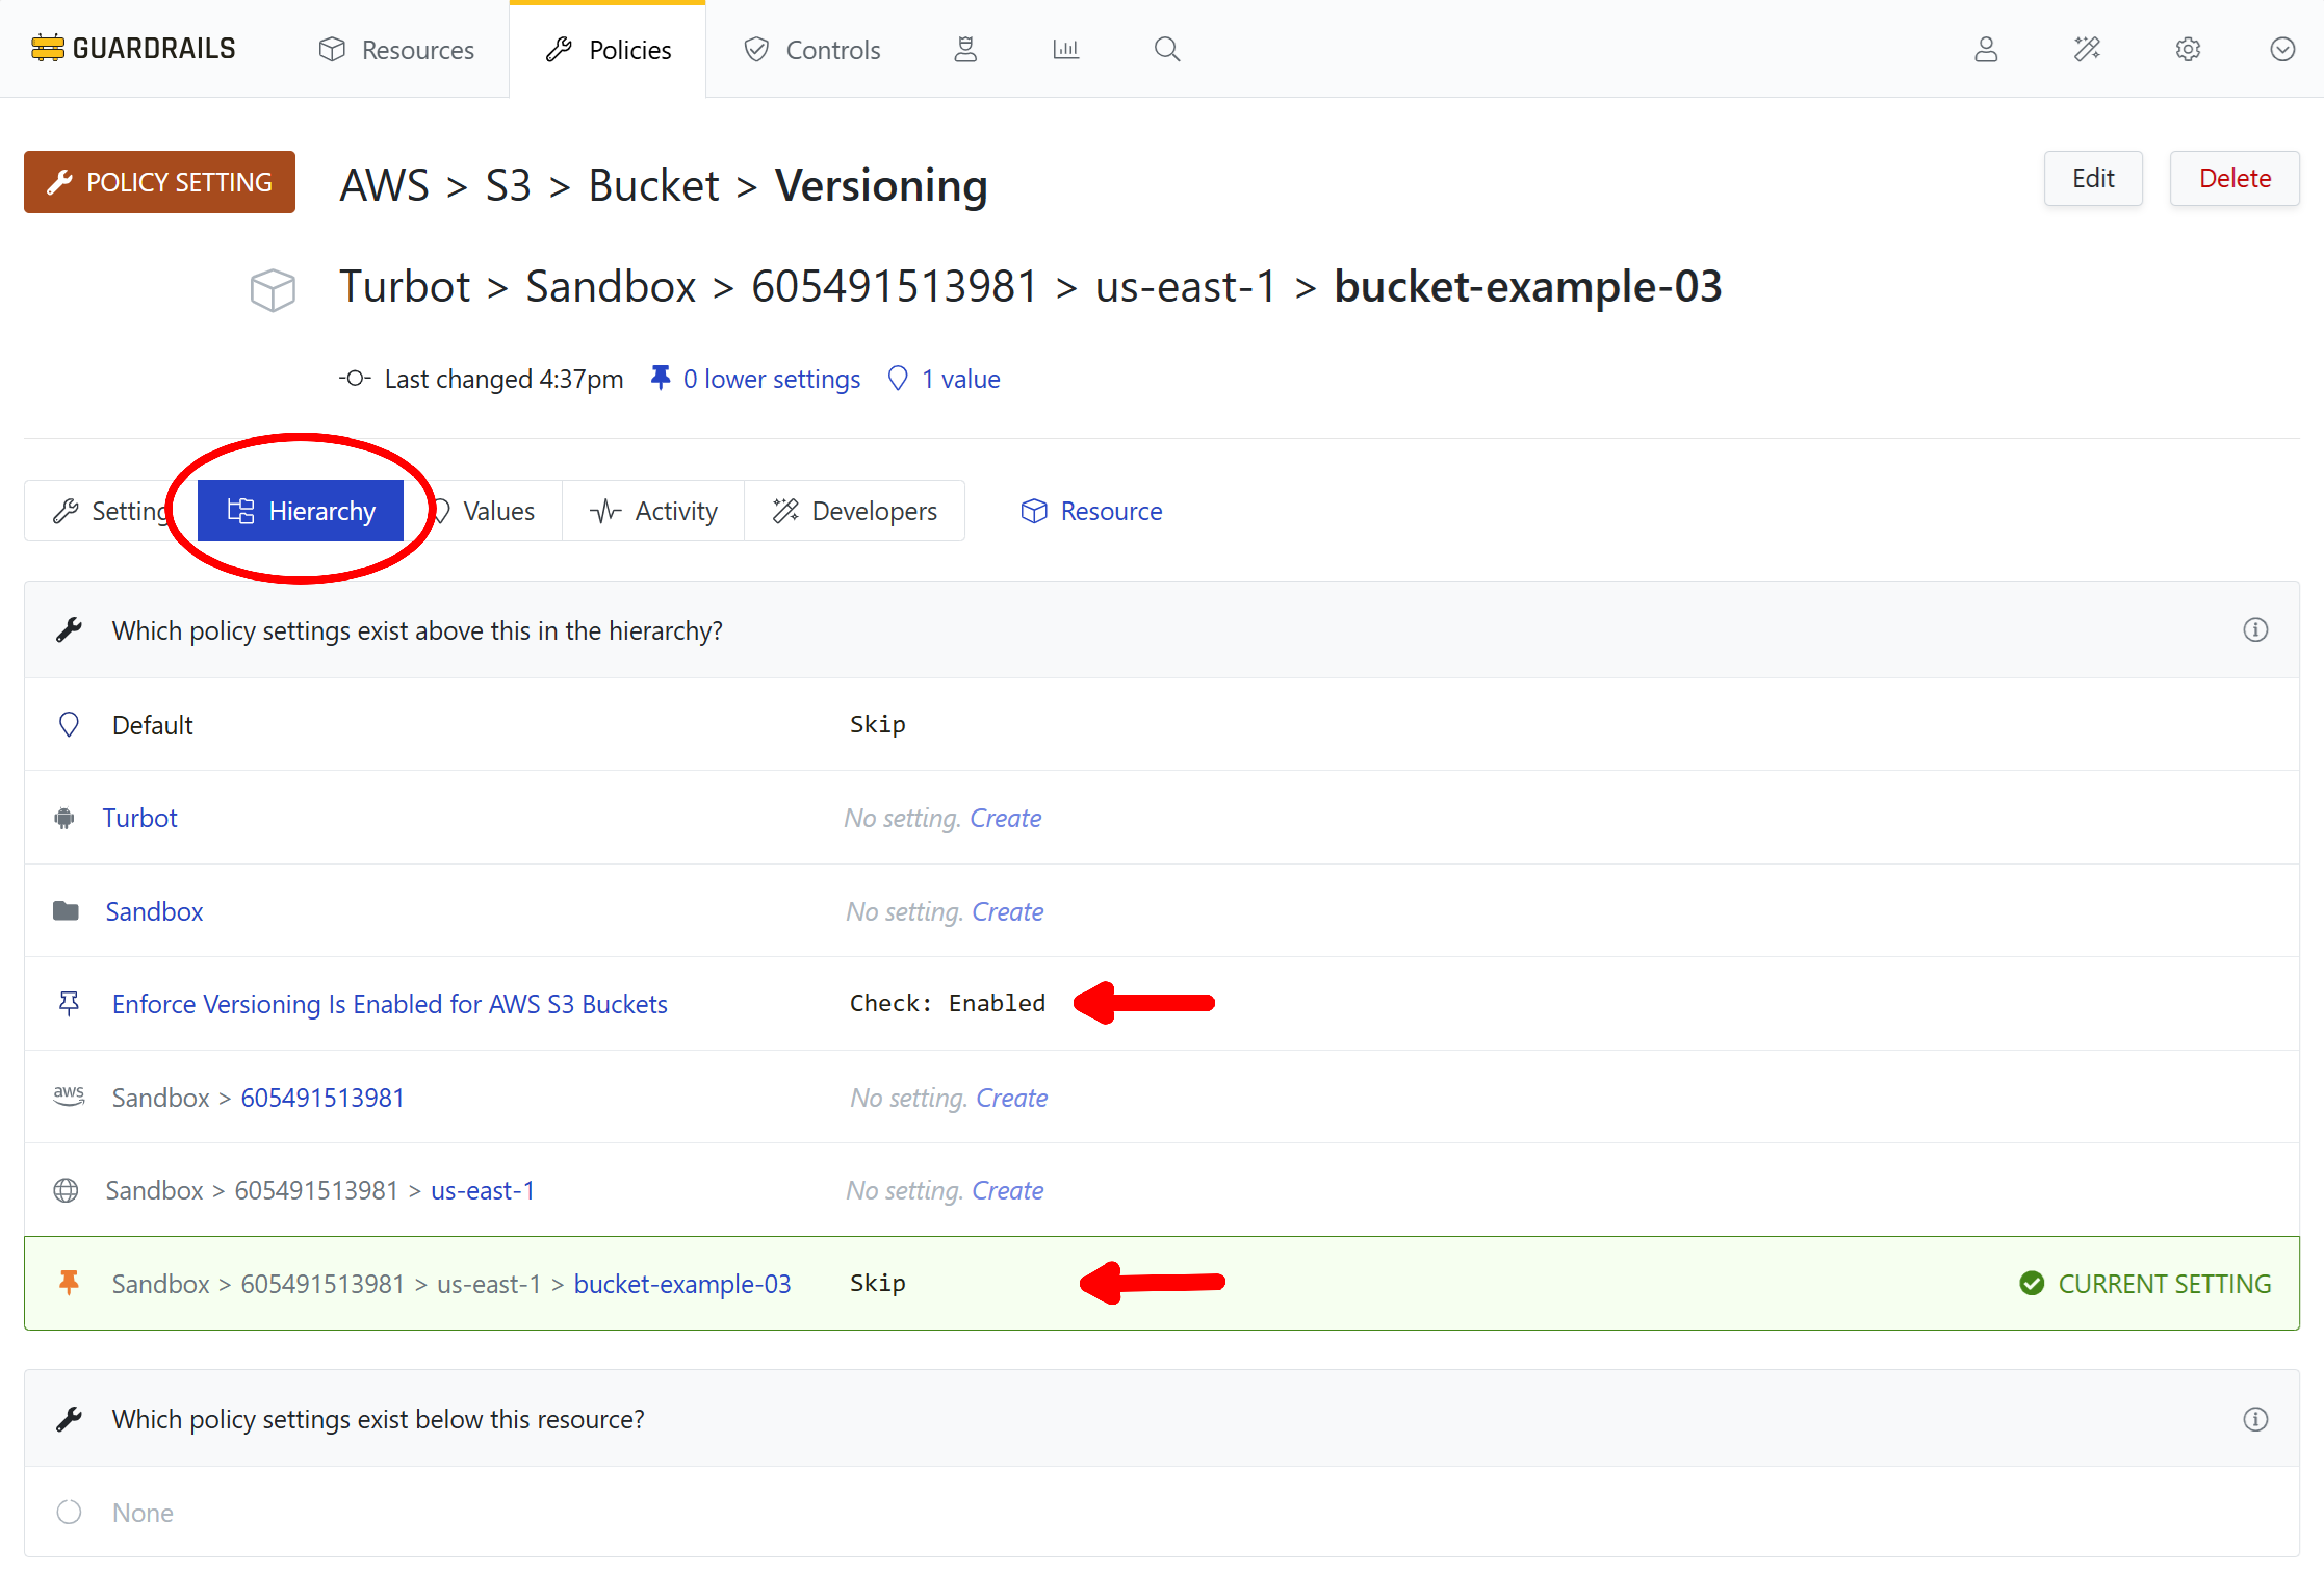 GUARDRAILS Resources Policies Controls
POLICY SETTING AWS > S3 > Bucket > Versioning Edit Delete
Turbot > Sandbox > 605491513981 > us-east-1 > bucket-example-03
Last changed 4:37pm 0 lower settings 1 value
Setting Hierarchy Values Activity Developers Resource
Which policy settings exist above this in the hierarchy?
Default Skip
Turbot No setting. Create
Sandbox No setting. Create
Enforce Versioning Is Enabled for AWS S3 Buckets Check: Enabled
aws Sandbox > 605491513981 No setting. Create
Sandbox > 605491513981 > us-east-1 No setting. Create
Sandbox > 605491513981 > us-east-1 > bucket-example-03 Skip CURRENT SETTING
Which policy settings exist below this resource?
None